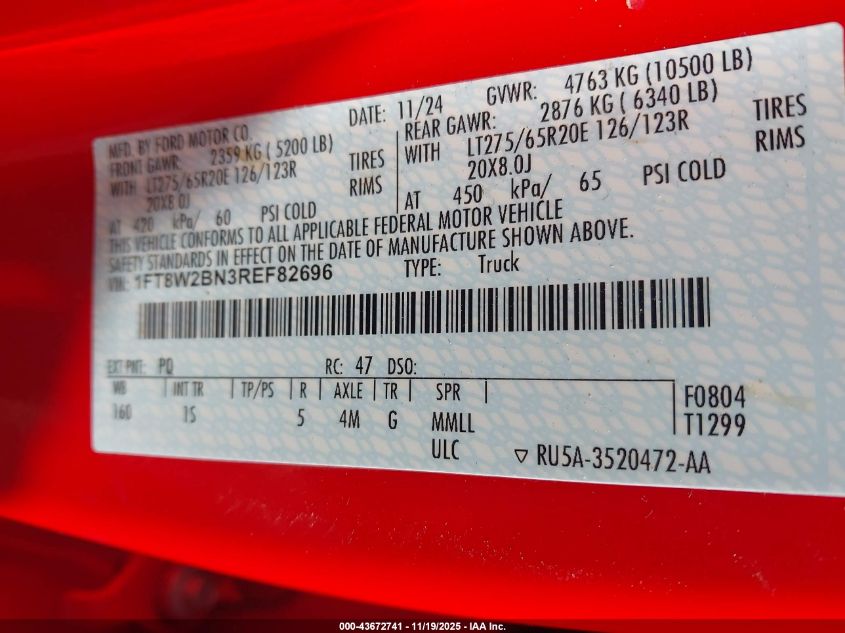 MFD. BY FORD MOTOR CO.
DATE: 11/24
GVWR: 4763 KG (10500 LB)
FRONT GAWR: 2359 KG ( 5200 LB)
REAR GAWR: 2876 KG ( 6340 LB)
WITH LT275/65R20E 126/123R TIRES
WITH LT275/65R20E 126/123R TIRES
20X8.0J RIMS
20X8.0J RIMS
AT 420 kPa/ 60 PSI COLD
AT 450 kPa/ 65 PSI COLD
THIS VEHICLE CONFORMS TO ALL APPLICABLE FEDERAL MOTOR VEHICLE
SAFETY STANDARDS IN EFFECT ON THE DATE OF MANUFACTURE SHOWN ABOVE.
VIN: 1FT8W2BN3REF82696 TYPE: Truck
EXT PNT: PQ RC: 47 DSO:
WB INT TR TP/PS R AXLE TR SPR F0804
160 1S 5 4M G MMLL T1299
ULC RU5A-3520472-AA
000-43672741 - 11/19/2025 - IAA Inc.